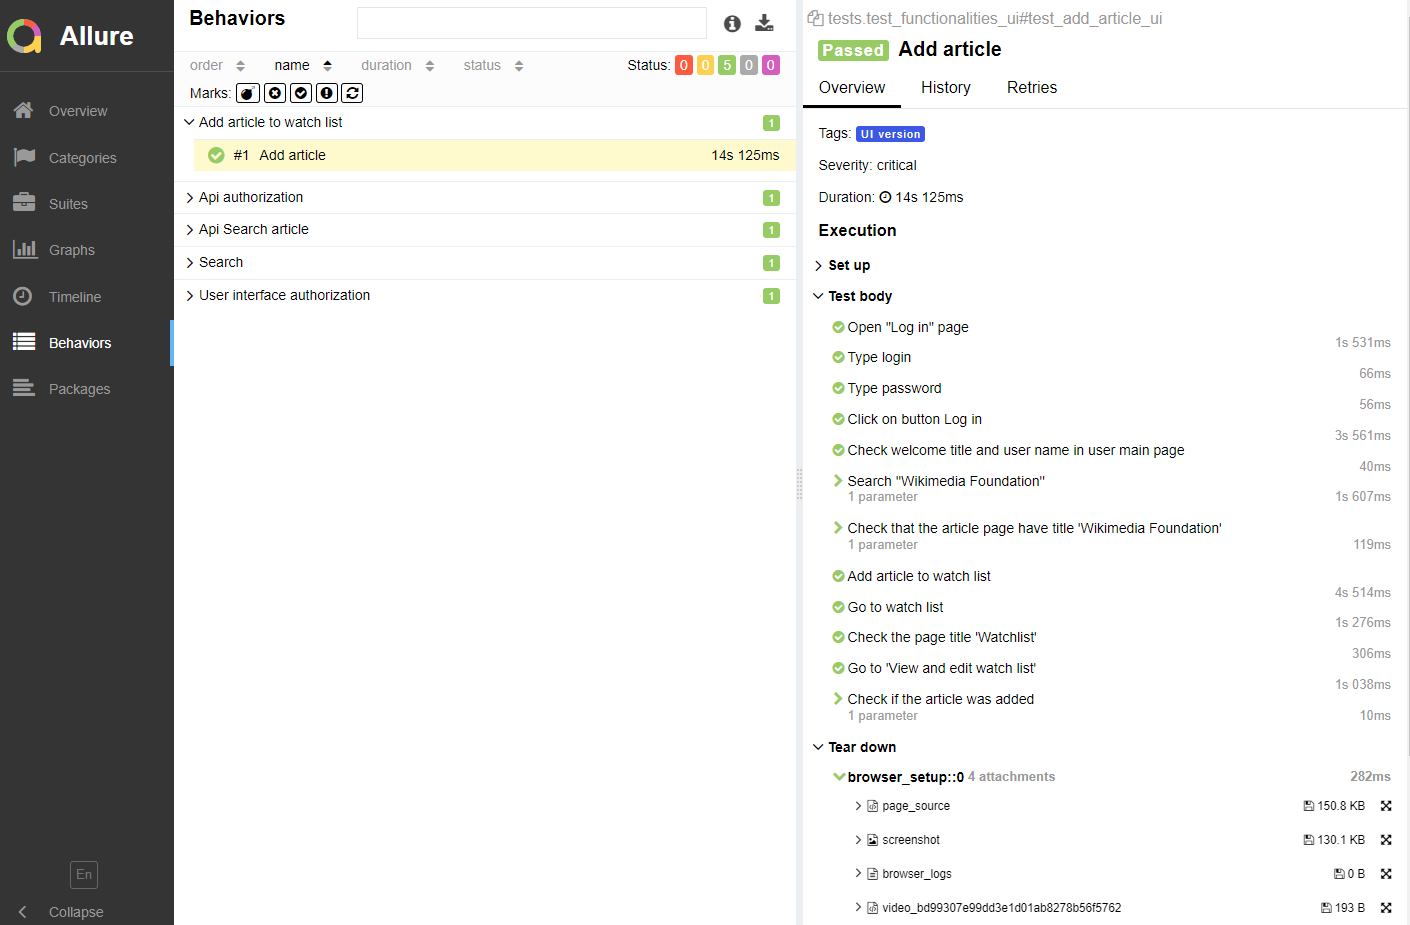 Allure
Overview
Categories
Suites
Graphs
Timeline
Behaviors
Packages
En
Collapse
Behaviors
order name duration status Status: 0 0 5 0 0
Marks:
Add article to watch list 1
#1 Add article 14s 125ms
Api authorization 1
Api Search article 1
Search 1
User interface authorization 1
tests.test_functionalities_ui#test_add_article_ui
Passed Add article
Overview History Retries
Tags: UI version
Severity: critical
Duration: 14s 125ms
Execution
Set up
Test body
Open "Log in" page
1s 531ms
Type login
66ms
Type password
56ms
Click on button Log in
3s 561ms
Check welcome title and user name in user main page
40ms
Search "Wikimedia Foundation"
1 parameter 1s 607ms
Check that the article page have title 'Wikimedia Foundation'
1 parameter 119ms
Add article to watch list
4s 514ms
Go to watch list
1s 276ms
Check the page title 'Watchlist'
306ms
Go to 'View and edit watch list'
1s 038ms
Check if the article was added
1 parameter 10ms
Tear down
browser_setup::0 4 attachments 282ms
page_source 150.8 KB
screenshot 130.1 KB
browser_logs 0 B
video_bd99307e99dd3e1d01ab8278b56f5762 193 B